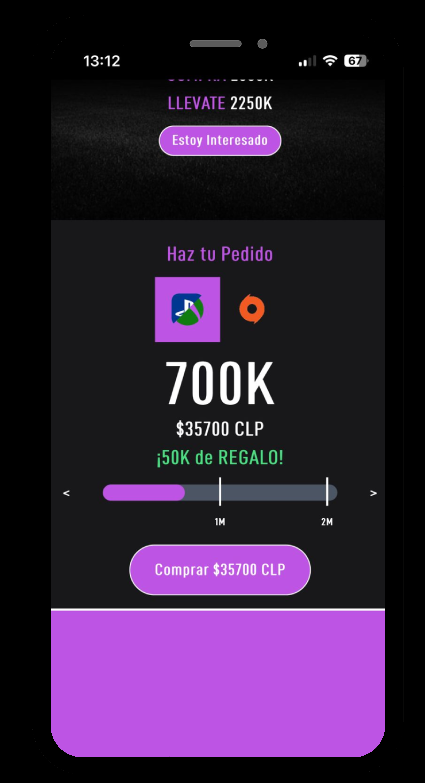 13:12
67
LLEVATE 2250K
Estoy Interesado
Haz tu Pedido
700K
$35700 CLP
¡50K de REGALO!
< >
1M 2M
Comprar $35700 CLP